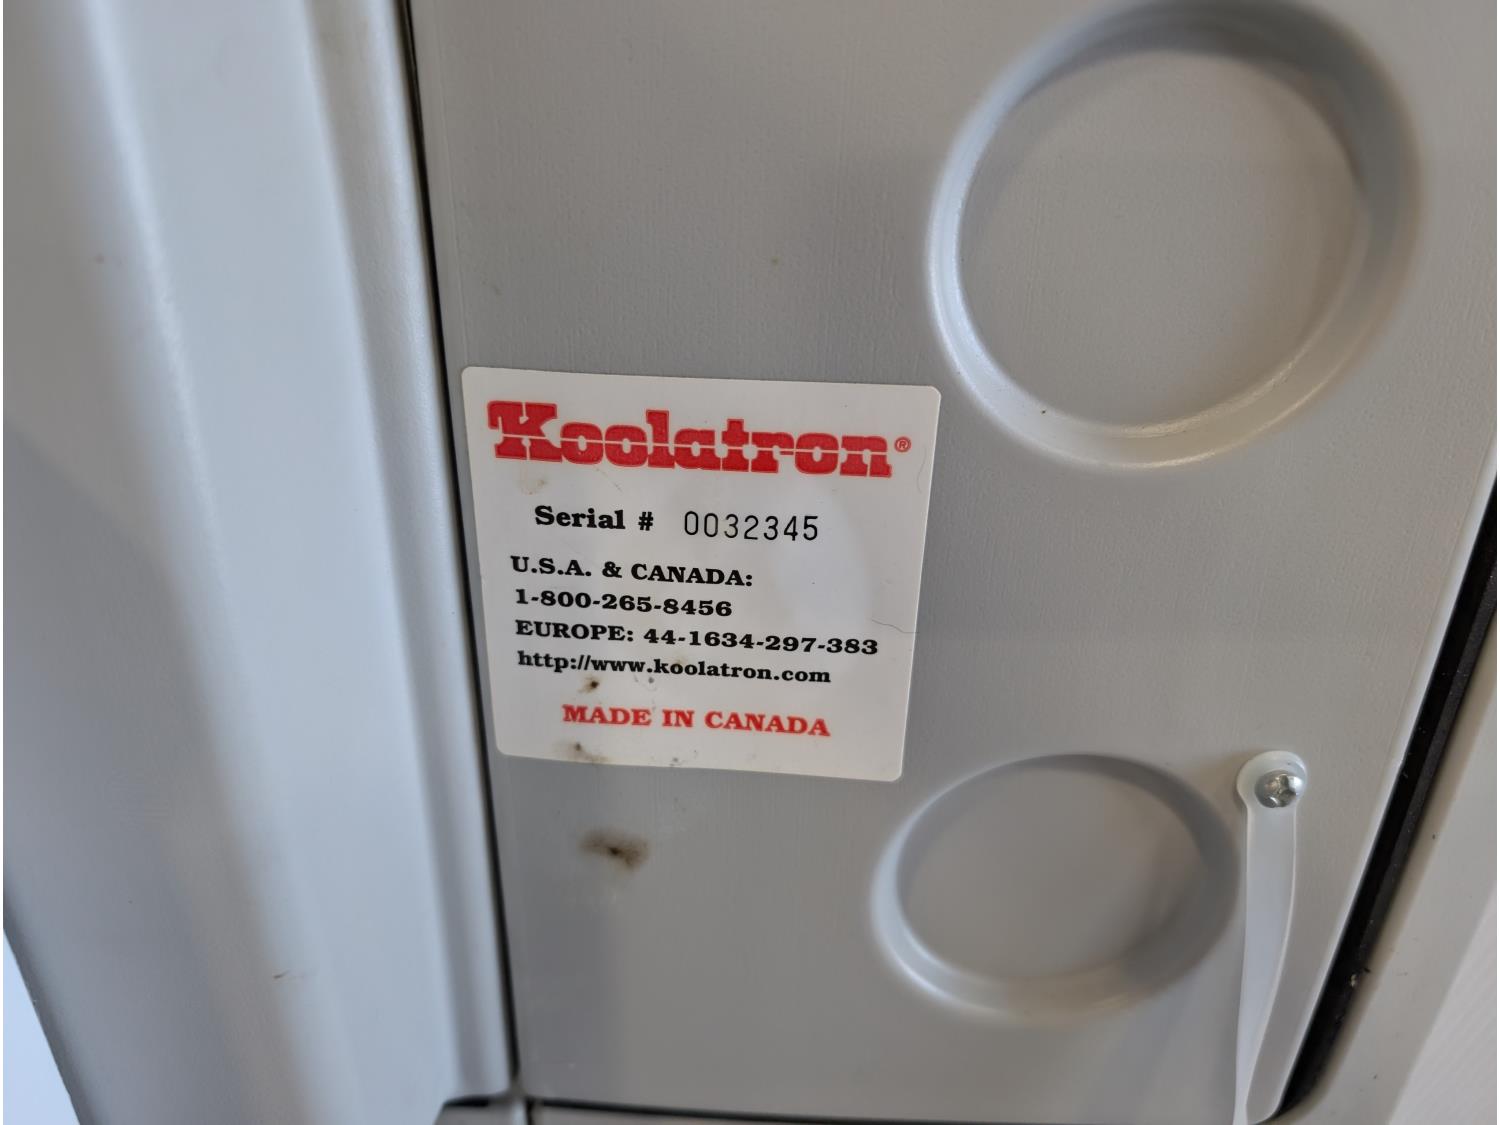 Koolatron®
Serial # 0032345
U.S.A. & CANADA:
1-800-265-8456
EUROPE: 44-1634-297-383
http://www.koolatron.com
MADE IN CANADA